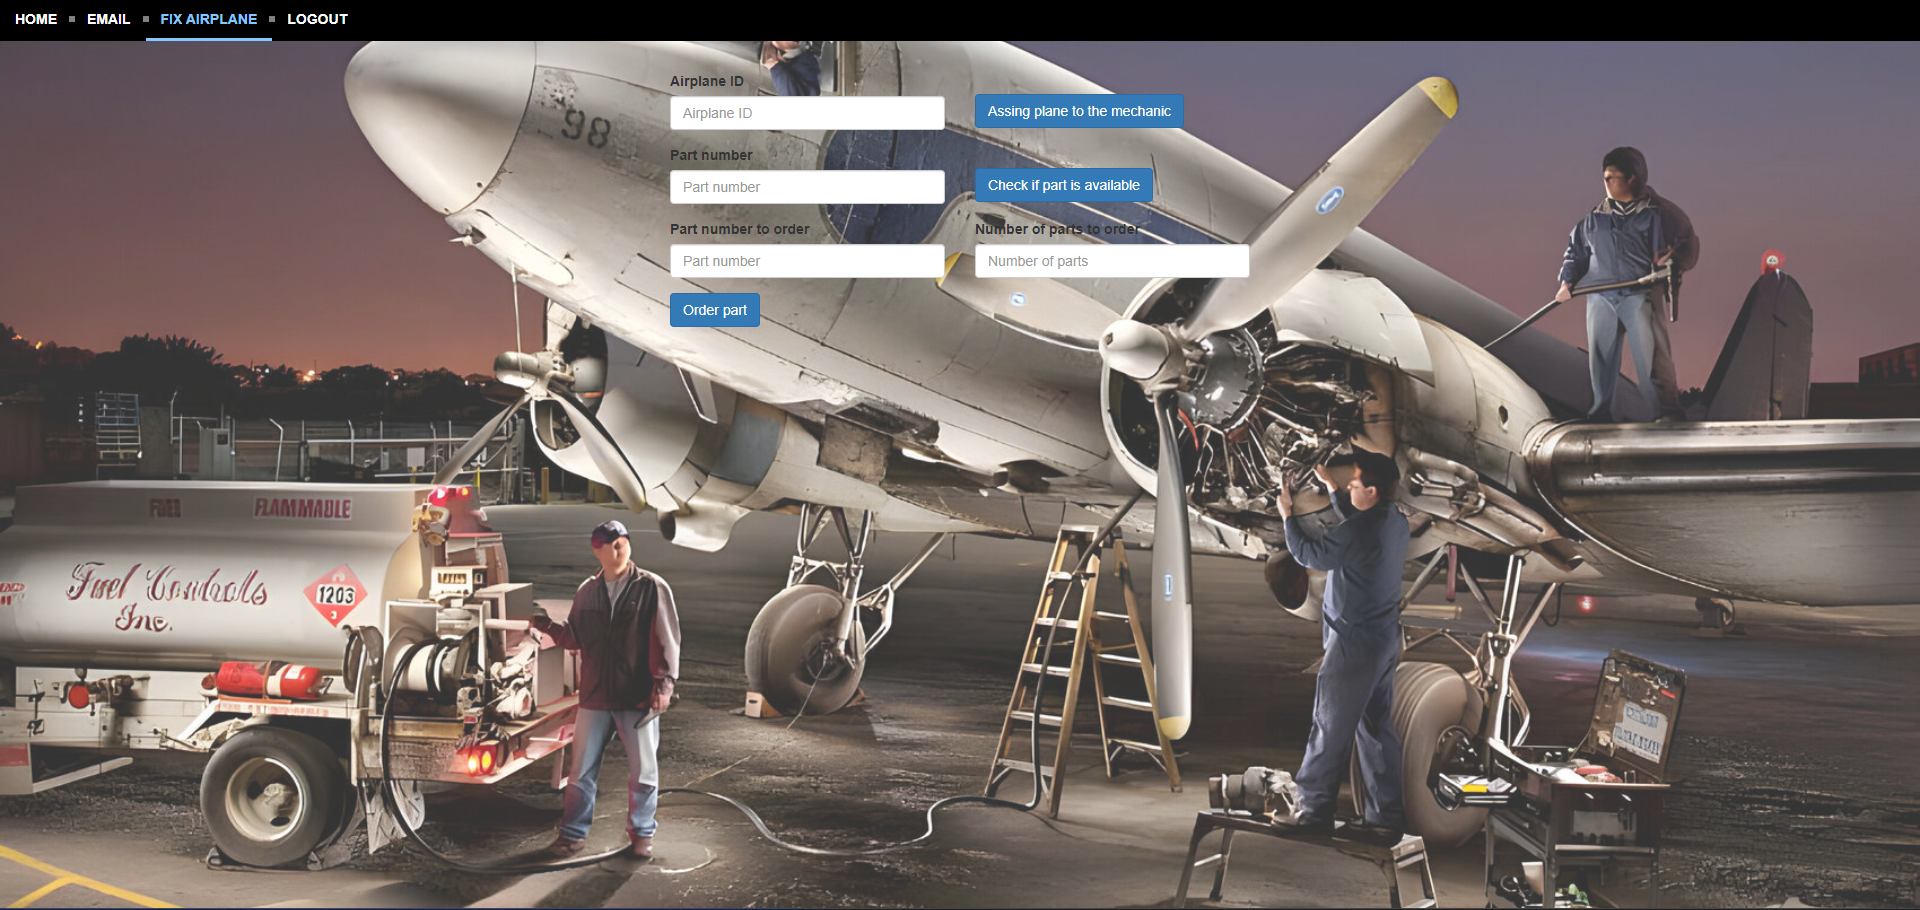 HOME EMAIL FIX AIRPLANE LOGOUT
Airplane ID
Airplane ID Assing plane to the mechanic
Part number
Part number Check if part is available
Part number to order Number of parts to order
Part number Number of parts
Order part
98
FLAMMABLE
Fuel Controls
Inc.
1203
3